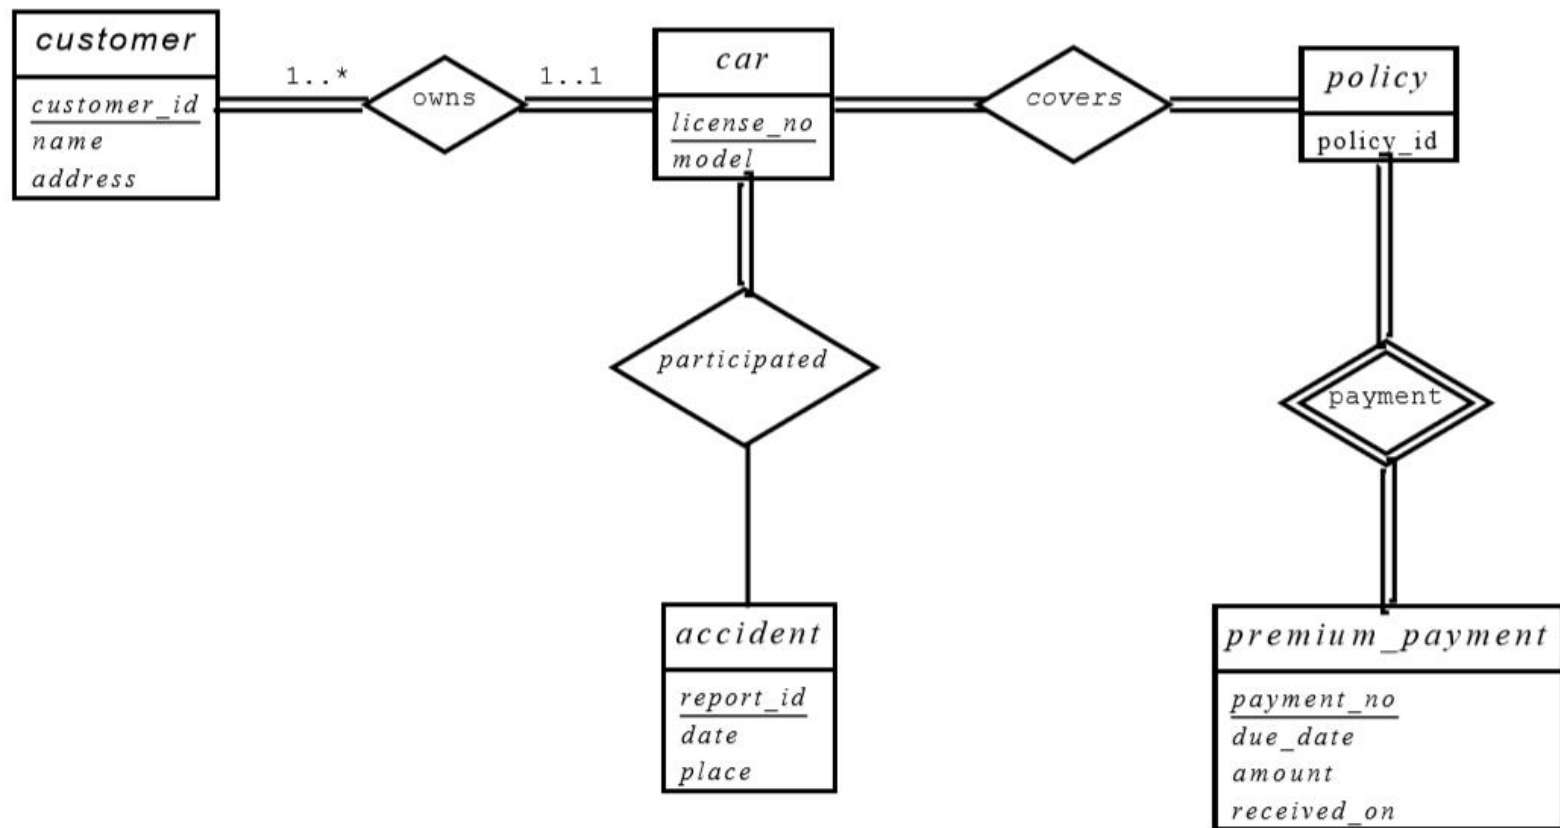 customer
customer_id
name
address
1..*
owns
1..1
car
license_no
model
covers
policy
policy_id
participated
payment
accident
report_id
date
place
premium_payment
payment_no
due_date
amount
received_on